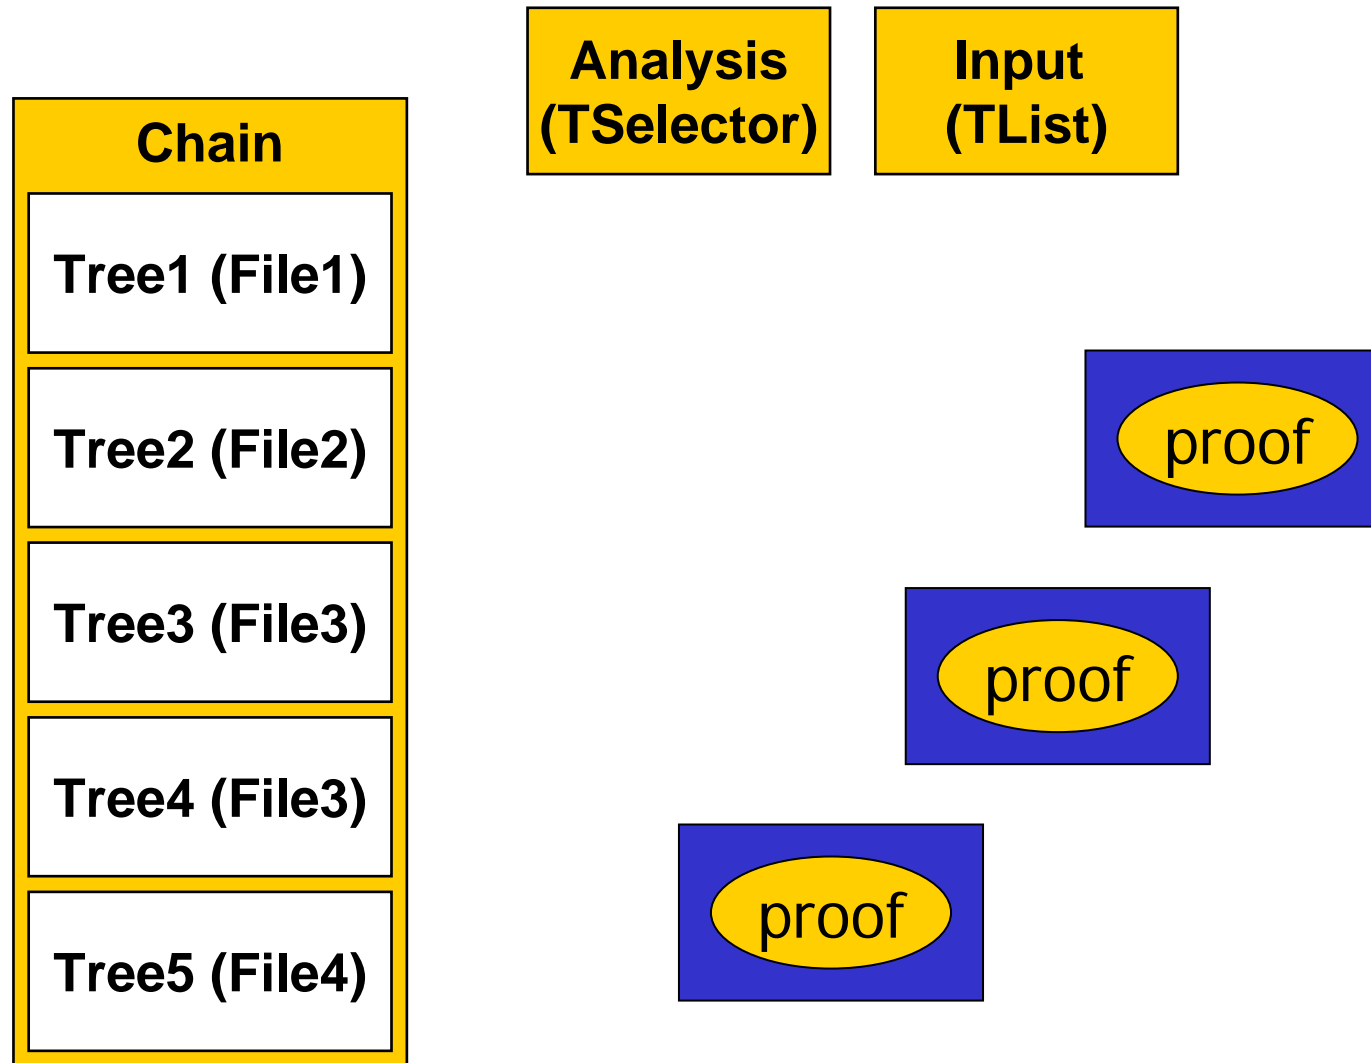 Analysis
(TSelector)
Input
(TList)
Chain
Tree1 (File1)
Tree2 (File2)
Tree3 (File3)
Tree4 (File3)
Tree5 (File4)
proof
proof
proof